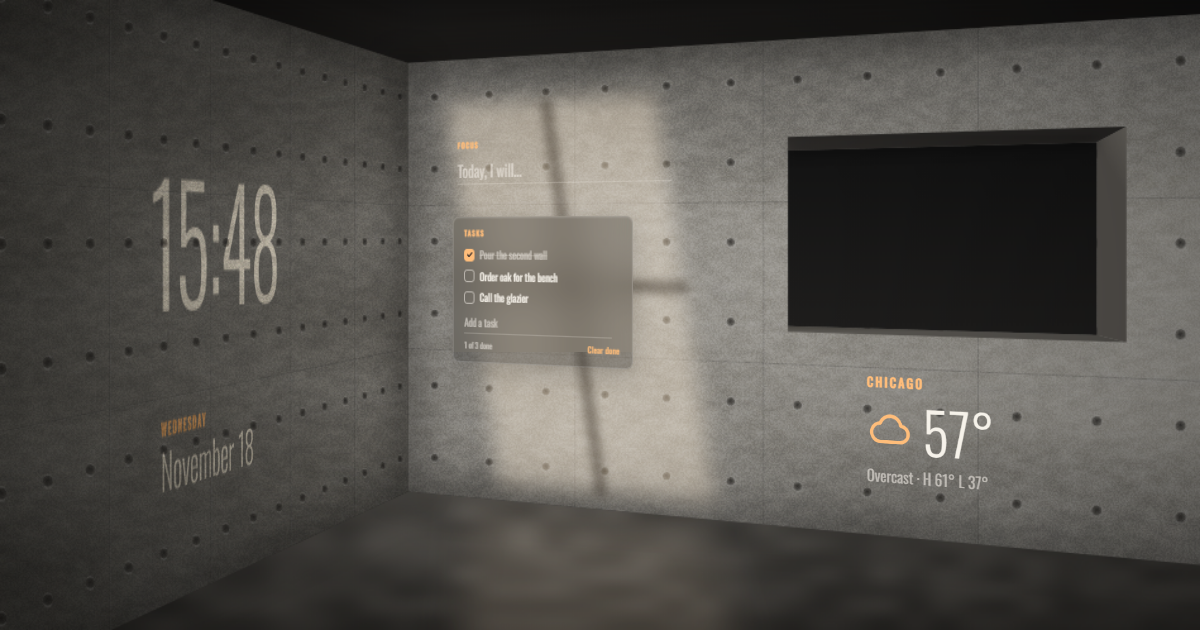 15:48
WEDNESDAY
November 18
FOCUS
Today, I will...
TASKS
Pour the second wall
Order oak for the bench
Call the glazier
Add a task
1 of 3 done
Clear done
CHICAGO
57°
Overcast · H 61° L 37°